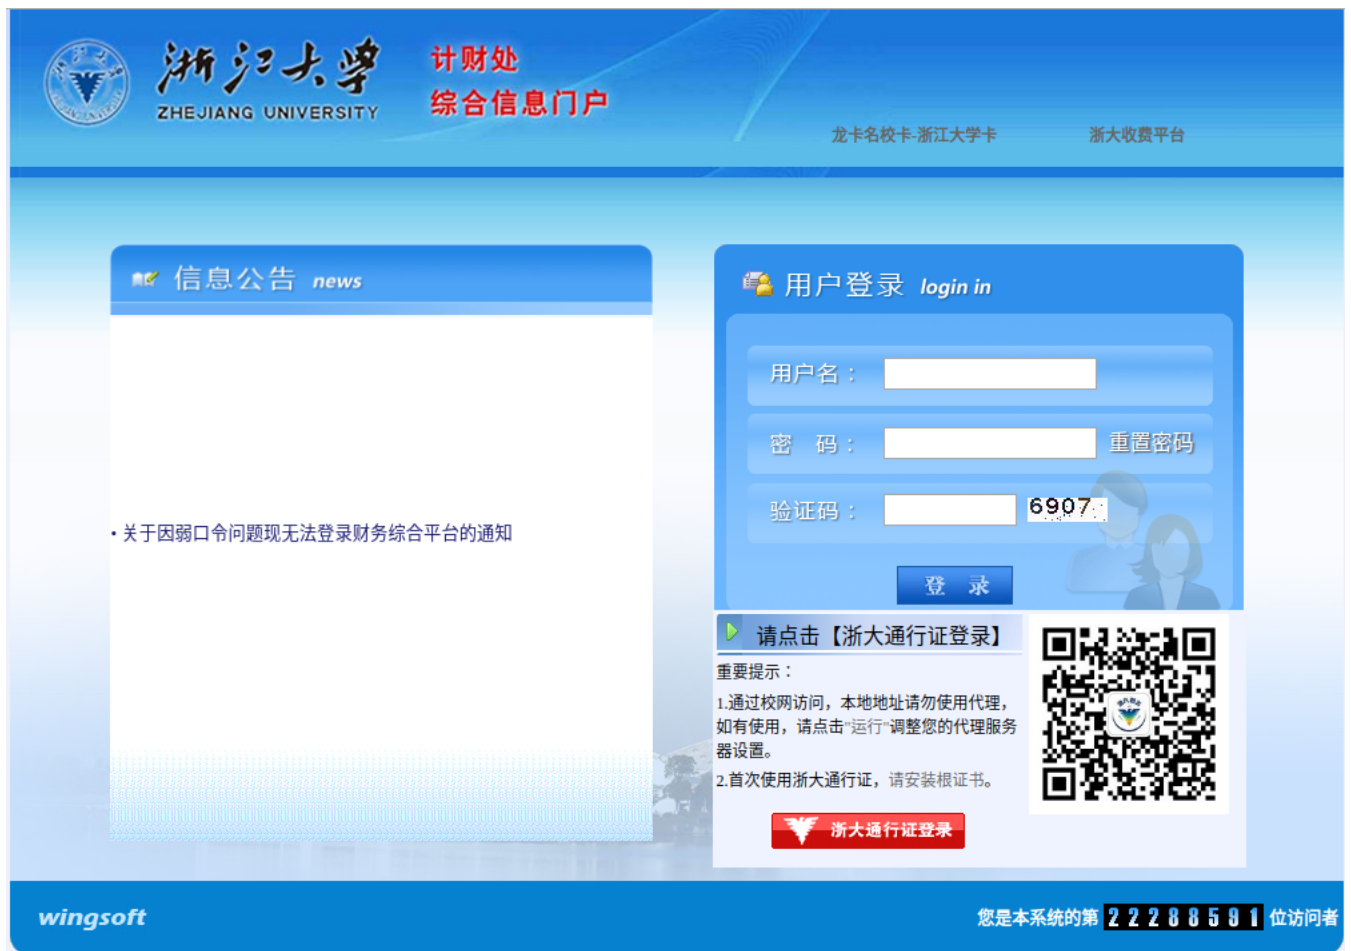 浙江大学
ZHEJIANG UNIVERSITY
计财处
综合信息门户
龙卡名校卡-浙江大学卡
浙大收费平台
信息公告 news
• 关于因弱口令问题现无法登录财务综合平台的通知
用户登录 login in
用户名：
密 码：
重置密码
验证码：
6907
登 录
请点击【浙大通行证登录】
重要提示：
1.通过校网访问，本地地址请勿使用代理，
如有使用，请点击"运行"调整您的代理服务
器设置。
2.首次使用浙大通行证，请安装根证书。
浙大通行证登录
wingsoft
您是本系统的第 22288591 位访问者